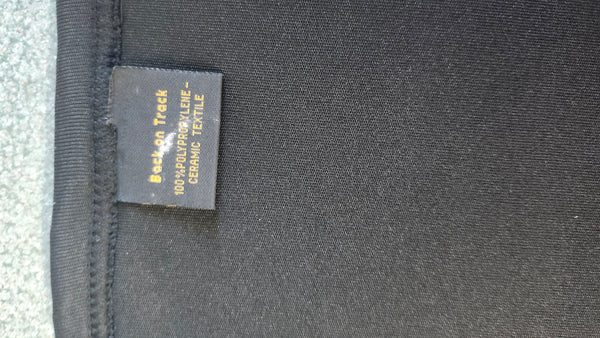 Back on Track
100%POLYPROPYLENE-
CERAMIC TEXTILE